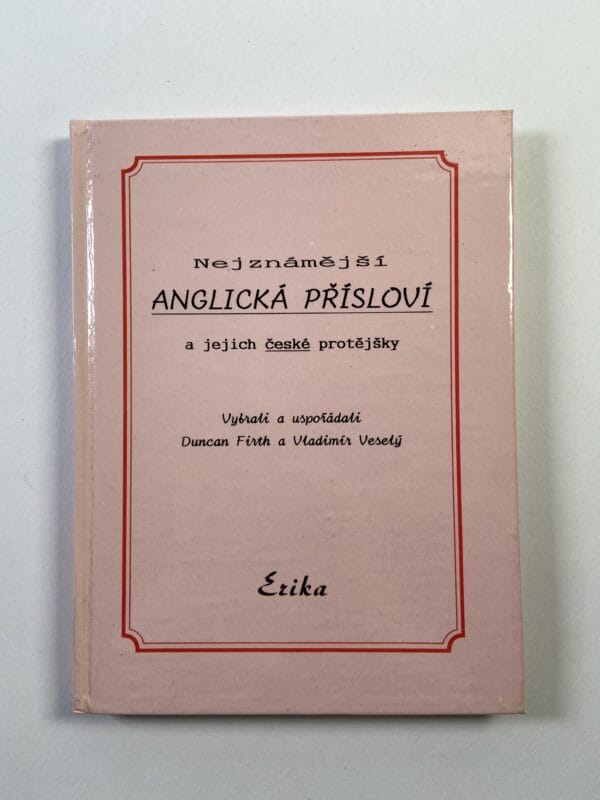 Nejznámější
ANGLICKÁ PŘÍSLOVÍ
a jejich české protějšky
Vybrali a uspořádali
Duncan Firth a Vladimír Veselý
Erika